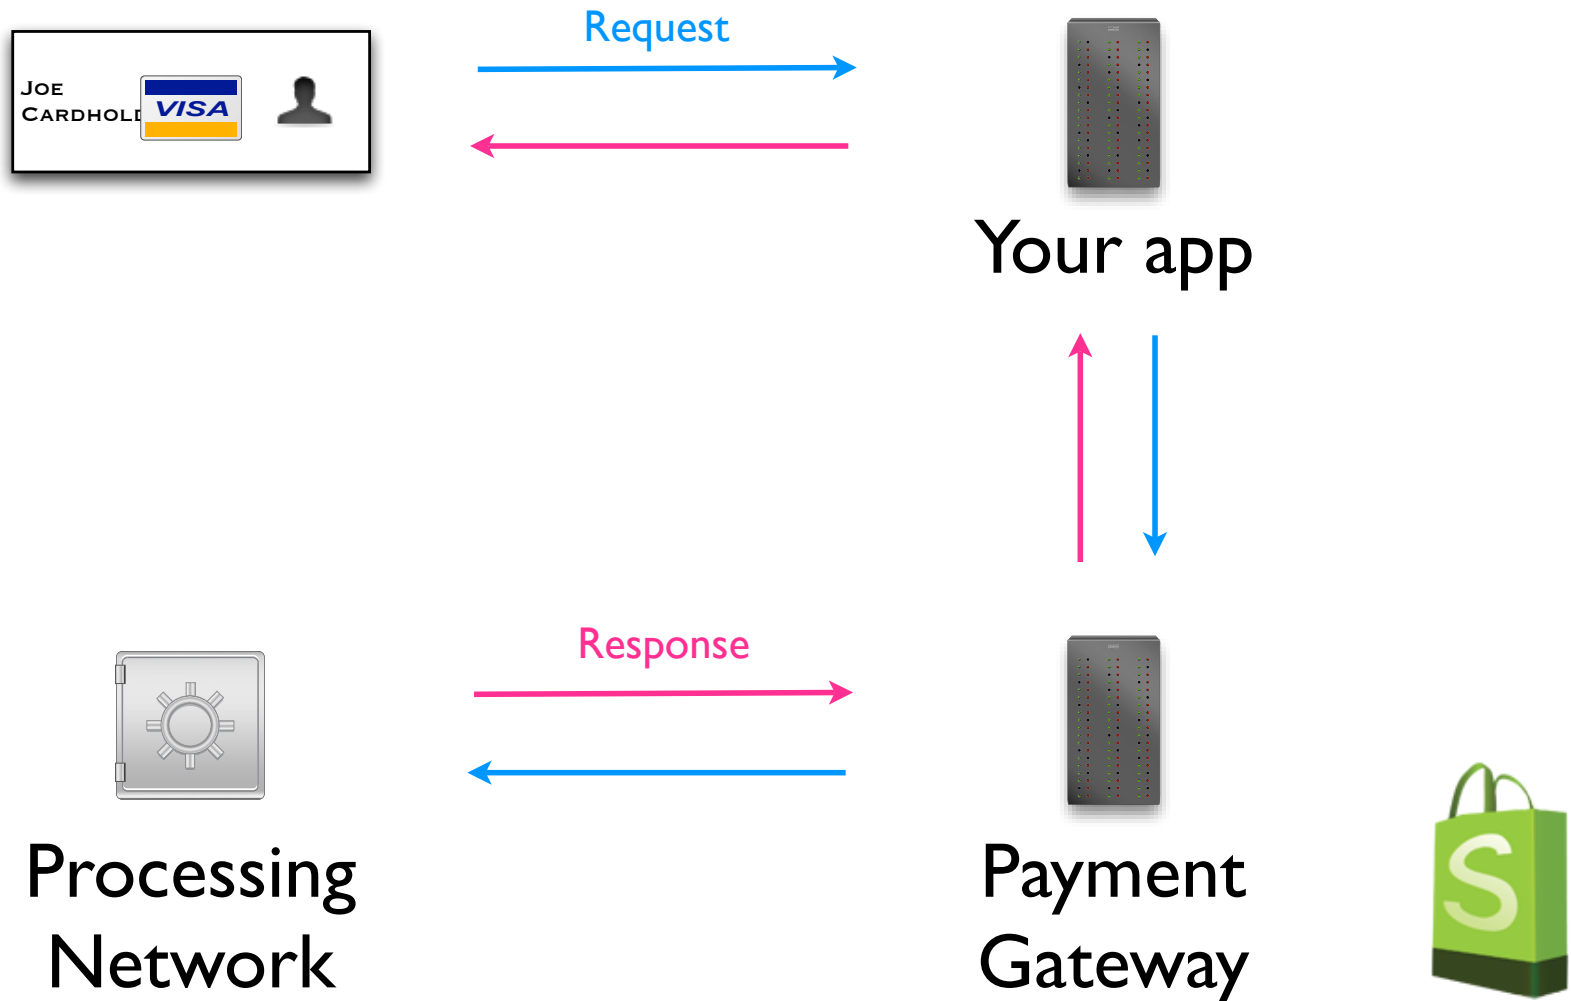 Request
JOE
CARDHOLD
VISA
Your app
Response
Processing
Network
Payment
Gateway
S